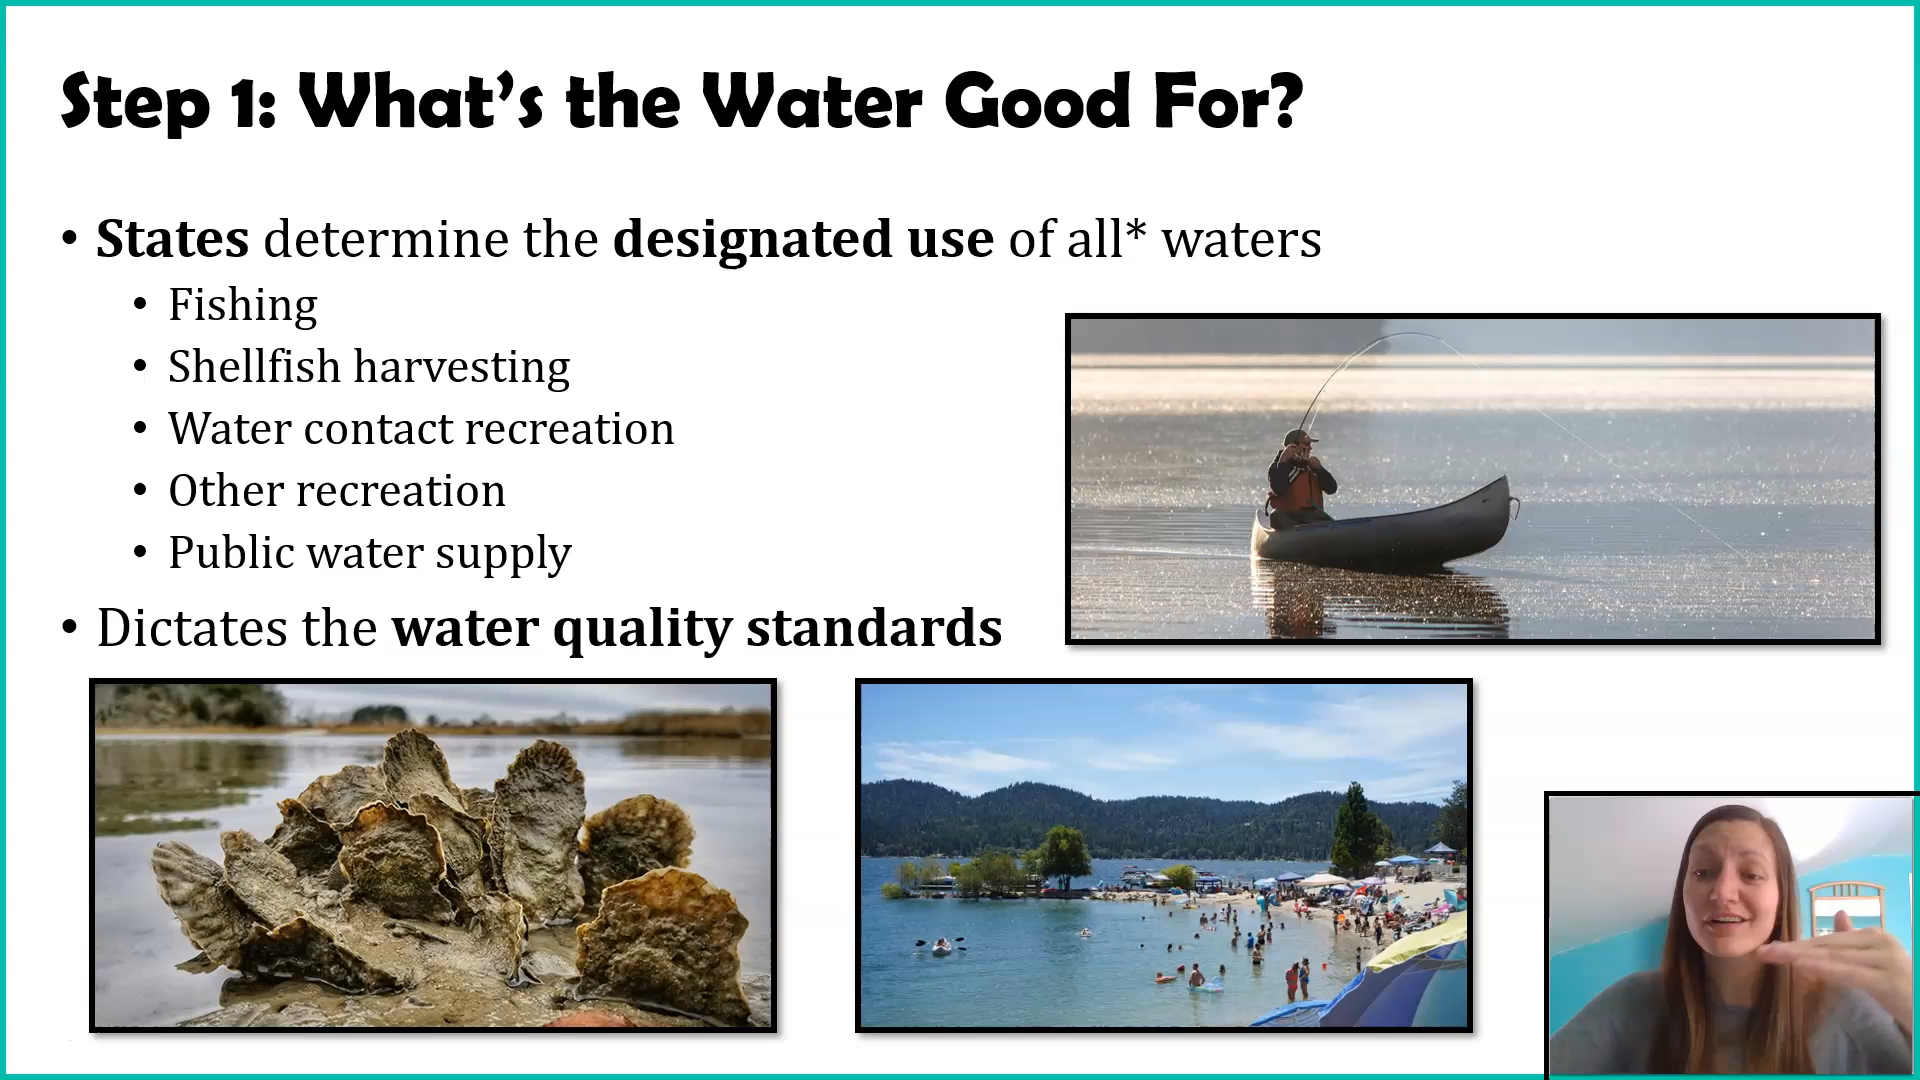 Step 1: What’s the Water Good For?
• States determine the designated use of all* waters
• Fishing
• Shellfish harvesting
• Water contact recreation
• Other recreation
• Public water supply
• Dictates the water quality standards